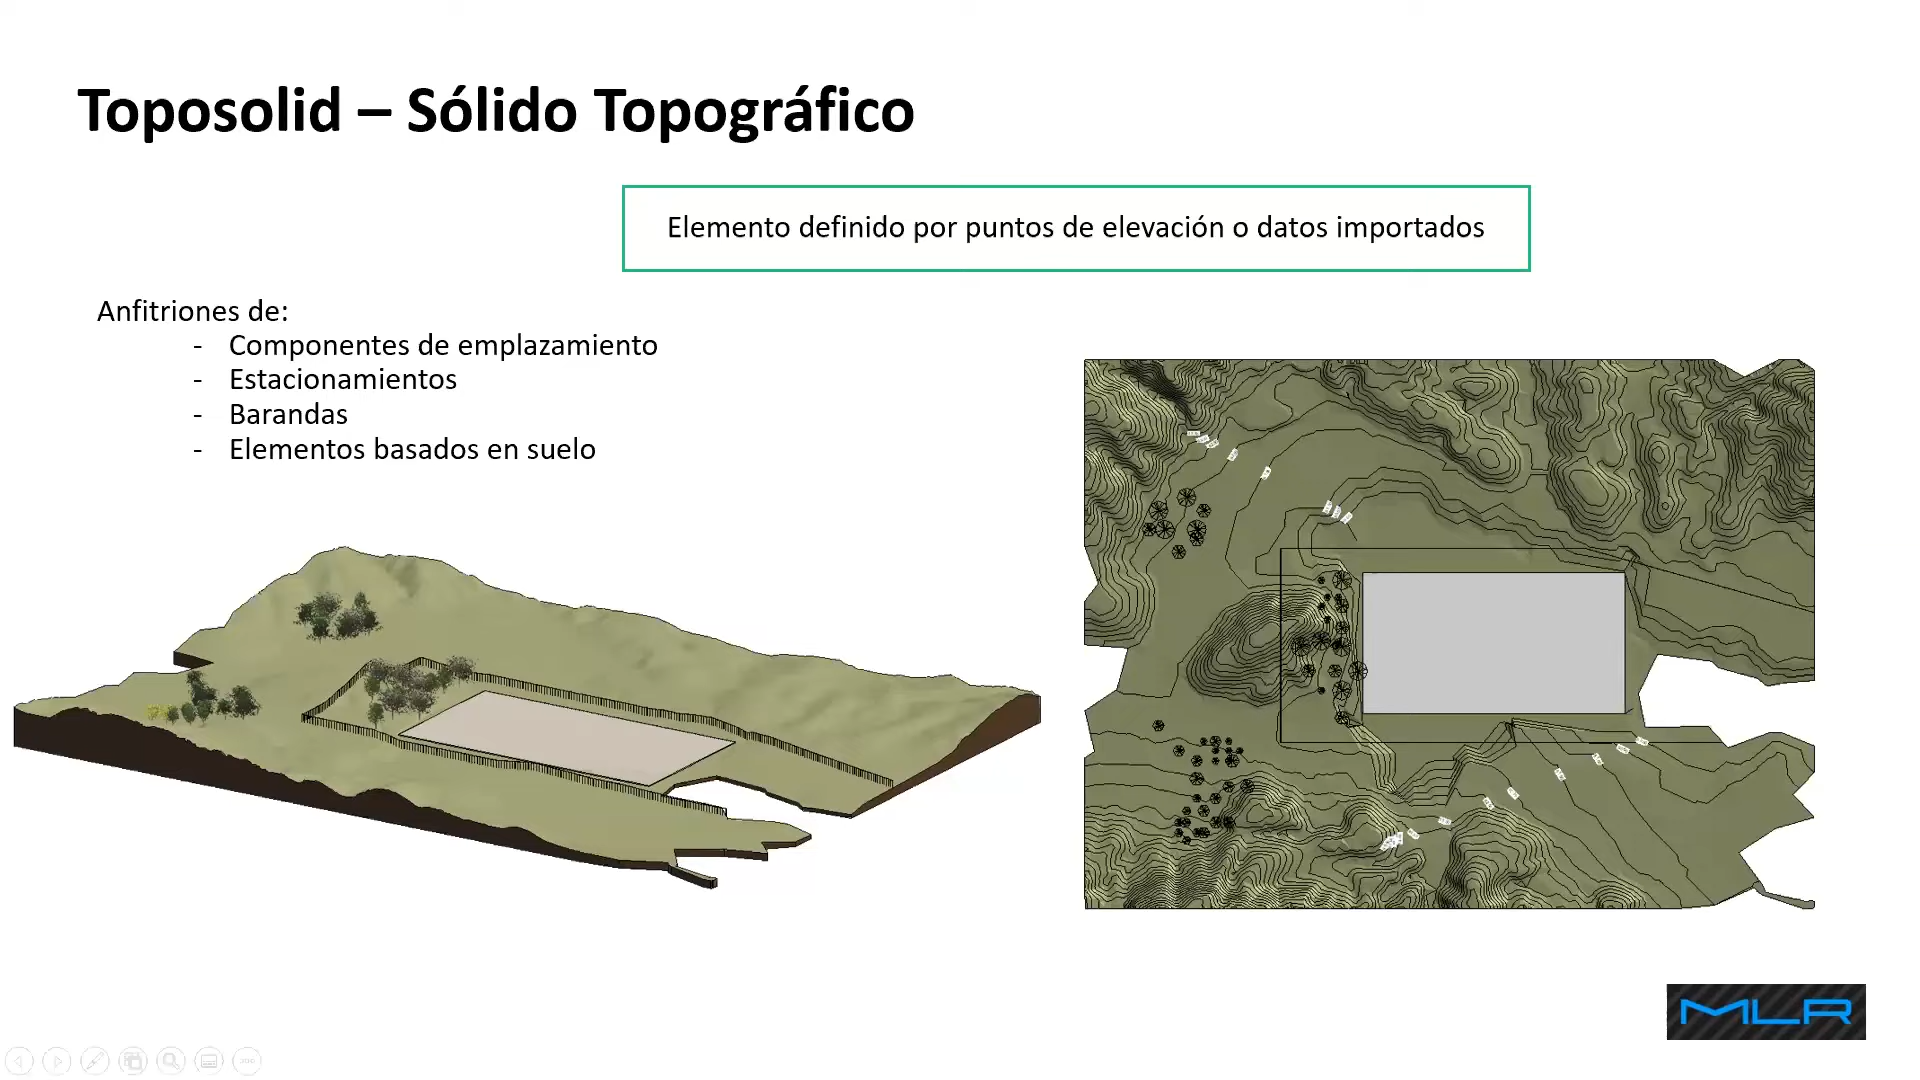 Toposolid – Sólido Topográfico
Elemento definido por puntos de elevación o datos importados
Anfitriones de:
- Componentes de emplazamiento
- Estacionamientos
- Barandas
- Elementos basados en suelo
MLR